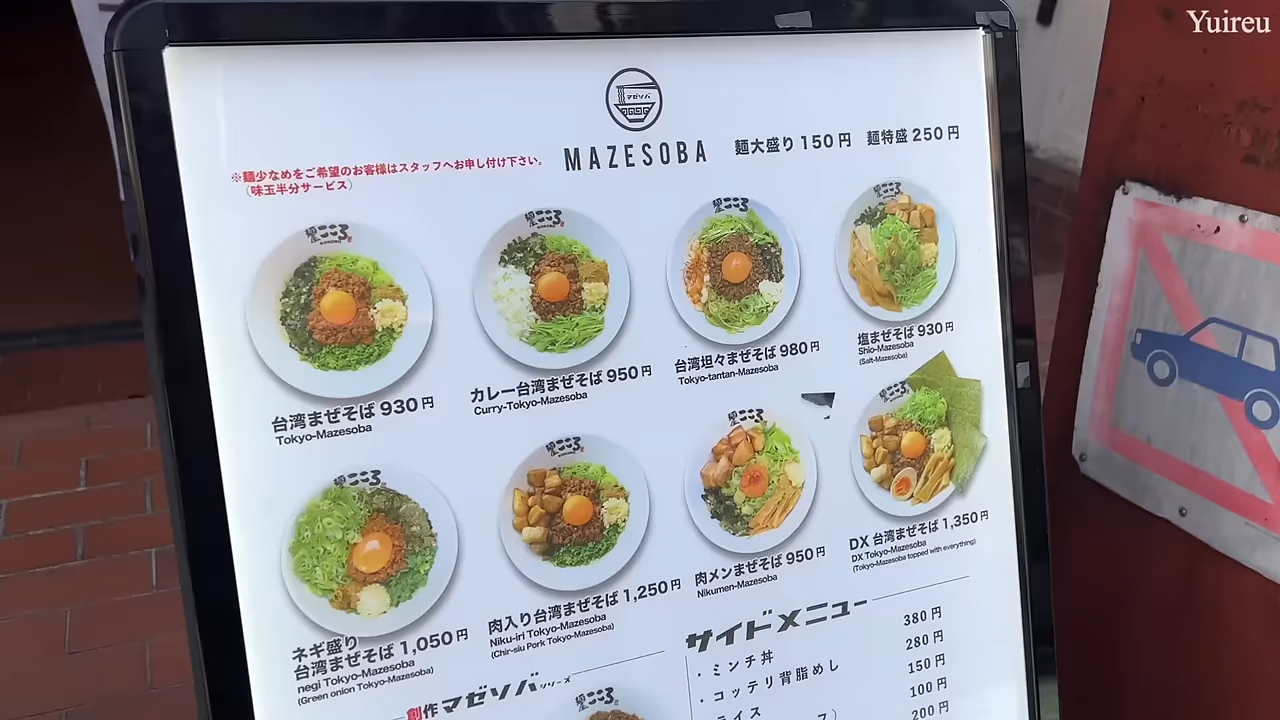 Yuireu
マゼソバ
MAZESOBA
麺大盛り150円 麺特盛250円
※麺少なめをご希望のお客様はスタッフへお申し付け下さい。
(味玉半分サービス)
台湾まぜそば 930円
Tokyo-Mazesoba
カレー台湾まぜそば 950円
Curry-Tokyo-Mazesoba
台湾坦々まぜそば 980円
Tokyo-tantan-Mazesoba
塩まぜそば 930円
Shio-Mazesoba
(Salt-Mazesoba)
ネギ盛り
台湾まぜそば 1,050円
negi Tokyo-Mazesoba
(Green onion Tokyo-Mazesoba)
肉入り台湾まぜそば 1,250円
Niku-iri Tokyo-Mazesoba
(Chir-siu Pork Tokyo-Mazesoba)
肉メンまぜそば 950円
Nikumen-Mazesoba
DX 台湾まぜそば 1,350円
DX Tokyo-Mazesoba
(Tokyo-Mazesoba topped with everything)
創作マゼソバシリーズ
サイドメニュー
・ミンチ丼 380円
・コッテリ背脂めし 280円
ライス 150円
100円
200円